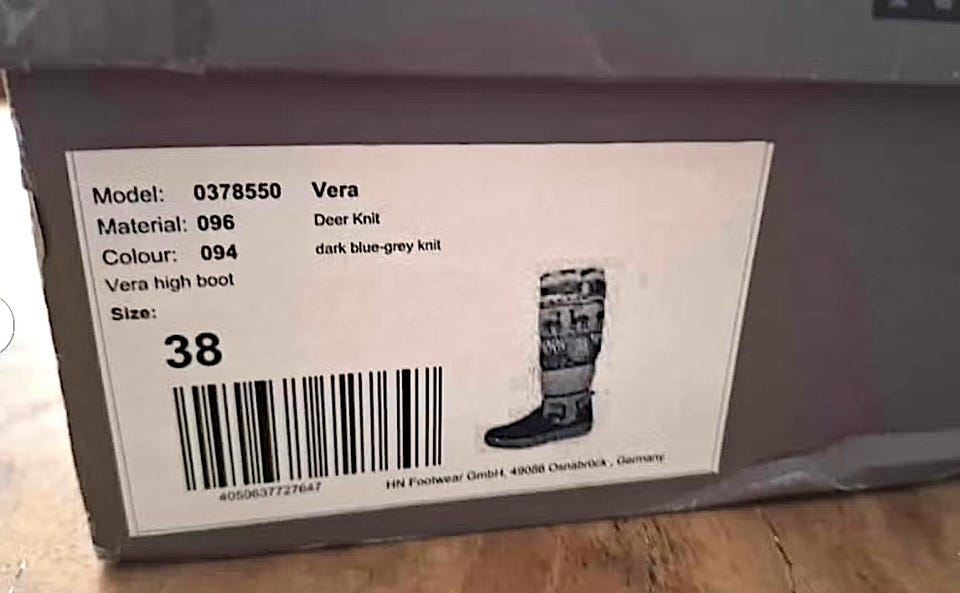 Model: 0378550 Vera
Material: 096 Deer Knit
Colour: 094 dark blue-grey knit
Vera high boot
Size:
38
4050637727647
HN Footwear GmbH, 49086 Osnabrück , Germany